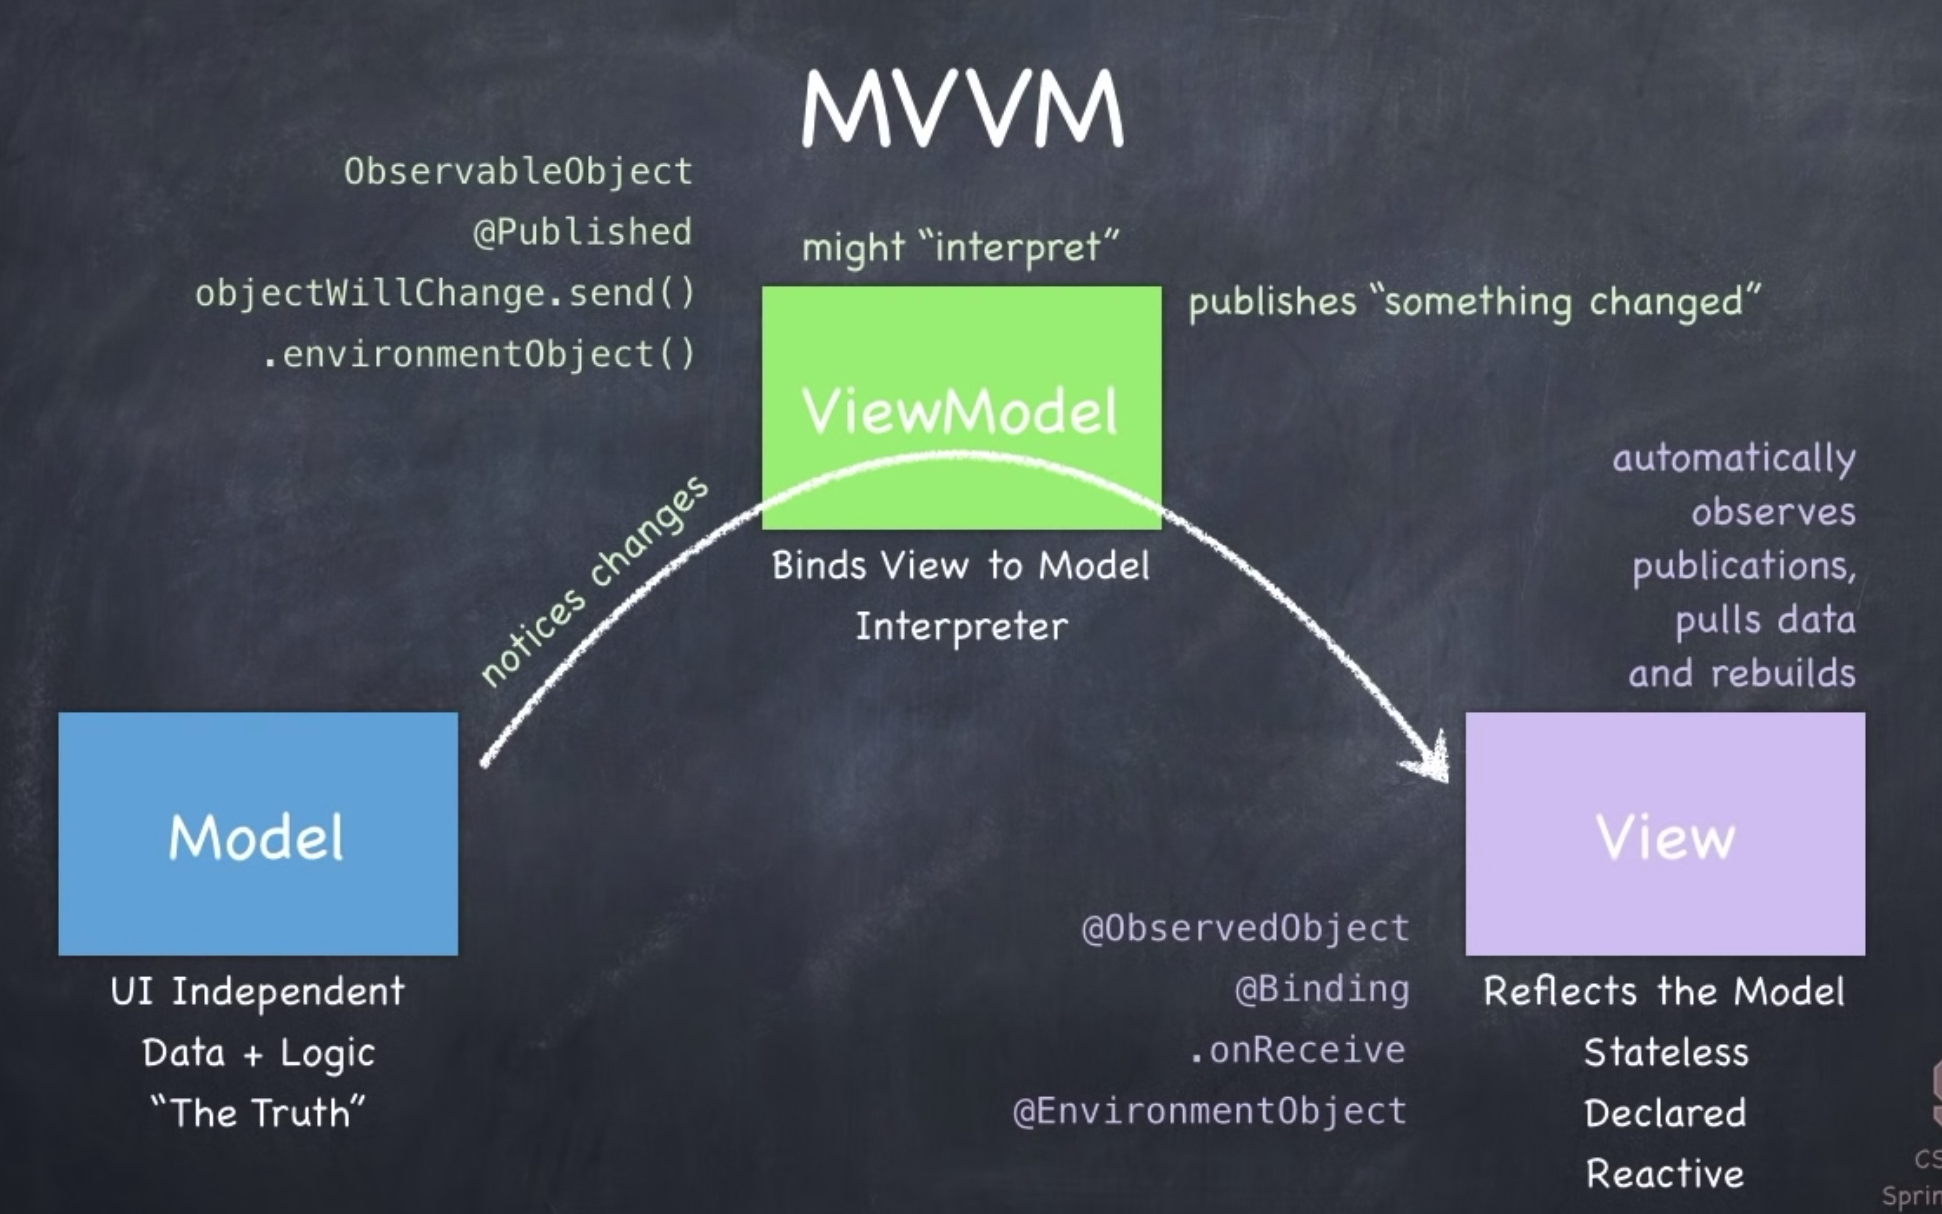 MVVM
ObservableObject
@Published
objectWillChange.send()
.environmentObject()
might “interpret”
ViewModel
publishes “something changed”
notices changes
Binds View to Model
Interpreter
automatically
observes
publications,
pulls data
and rebuilds
Model
UI Independent
Data + Logic
“The Truth”
@ObservedObject
@Binding
.onReceive
@EnvironmentObject
View
Reflects the Model
Stateless
Declared
Reactive